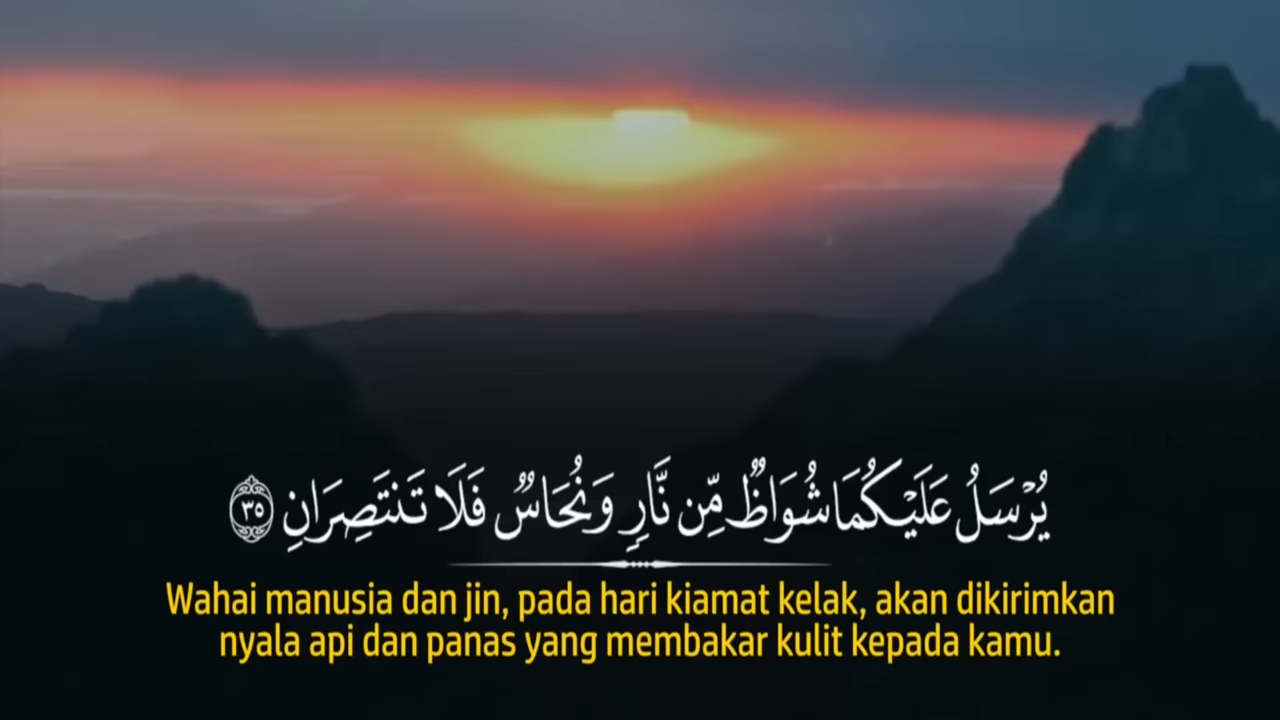 يُرْسَلُ عَلَيْكُمَا شُوَاظٌ مِّن نَّارٍ وَنُحَاسٌ فَلَا تَنتَصِرَانِ ٣٥
Wahai manusia dan jin, pada hari kiamat kelak, akan dikirimkan
nyala api dan panas yang membakar kulit kepada kamu.